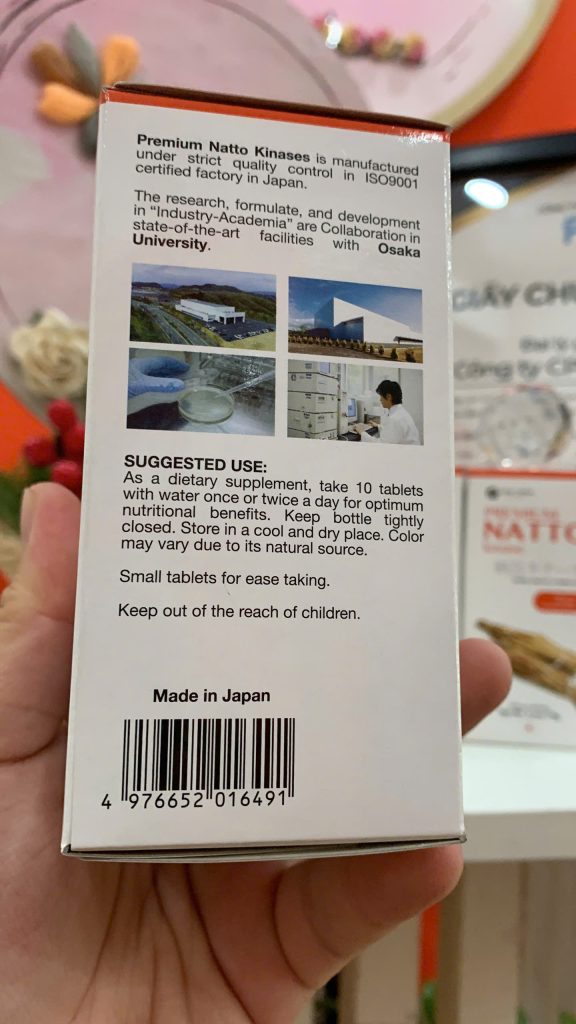 Premium Natto Kinases is manufactured
under strict quality control in ISO9001
certified factory in Japan.
The research, formulate, and development
in “Industry-Academia” are Collaboration in
state-of-the-art facilities with Osaka
University.
SUGGESTED USE:
As a dietary supplement, take 10 tablets
with water once or twice a day for optimum
nutritional benefits. Keep bottle tightly
closed. Store in a cool and dry place. Color
may vary due to its natural source.
Small tablets for ease taking.
Keep out of the reach of children.
Made in Japan
4 976652 016491
GIẤY
PREMIUM
NATTO